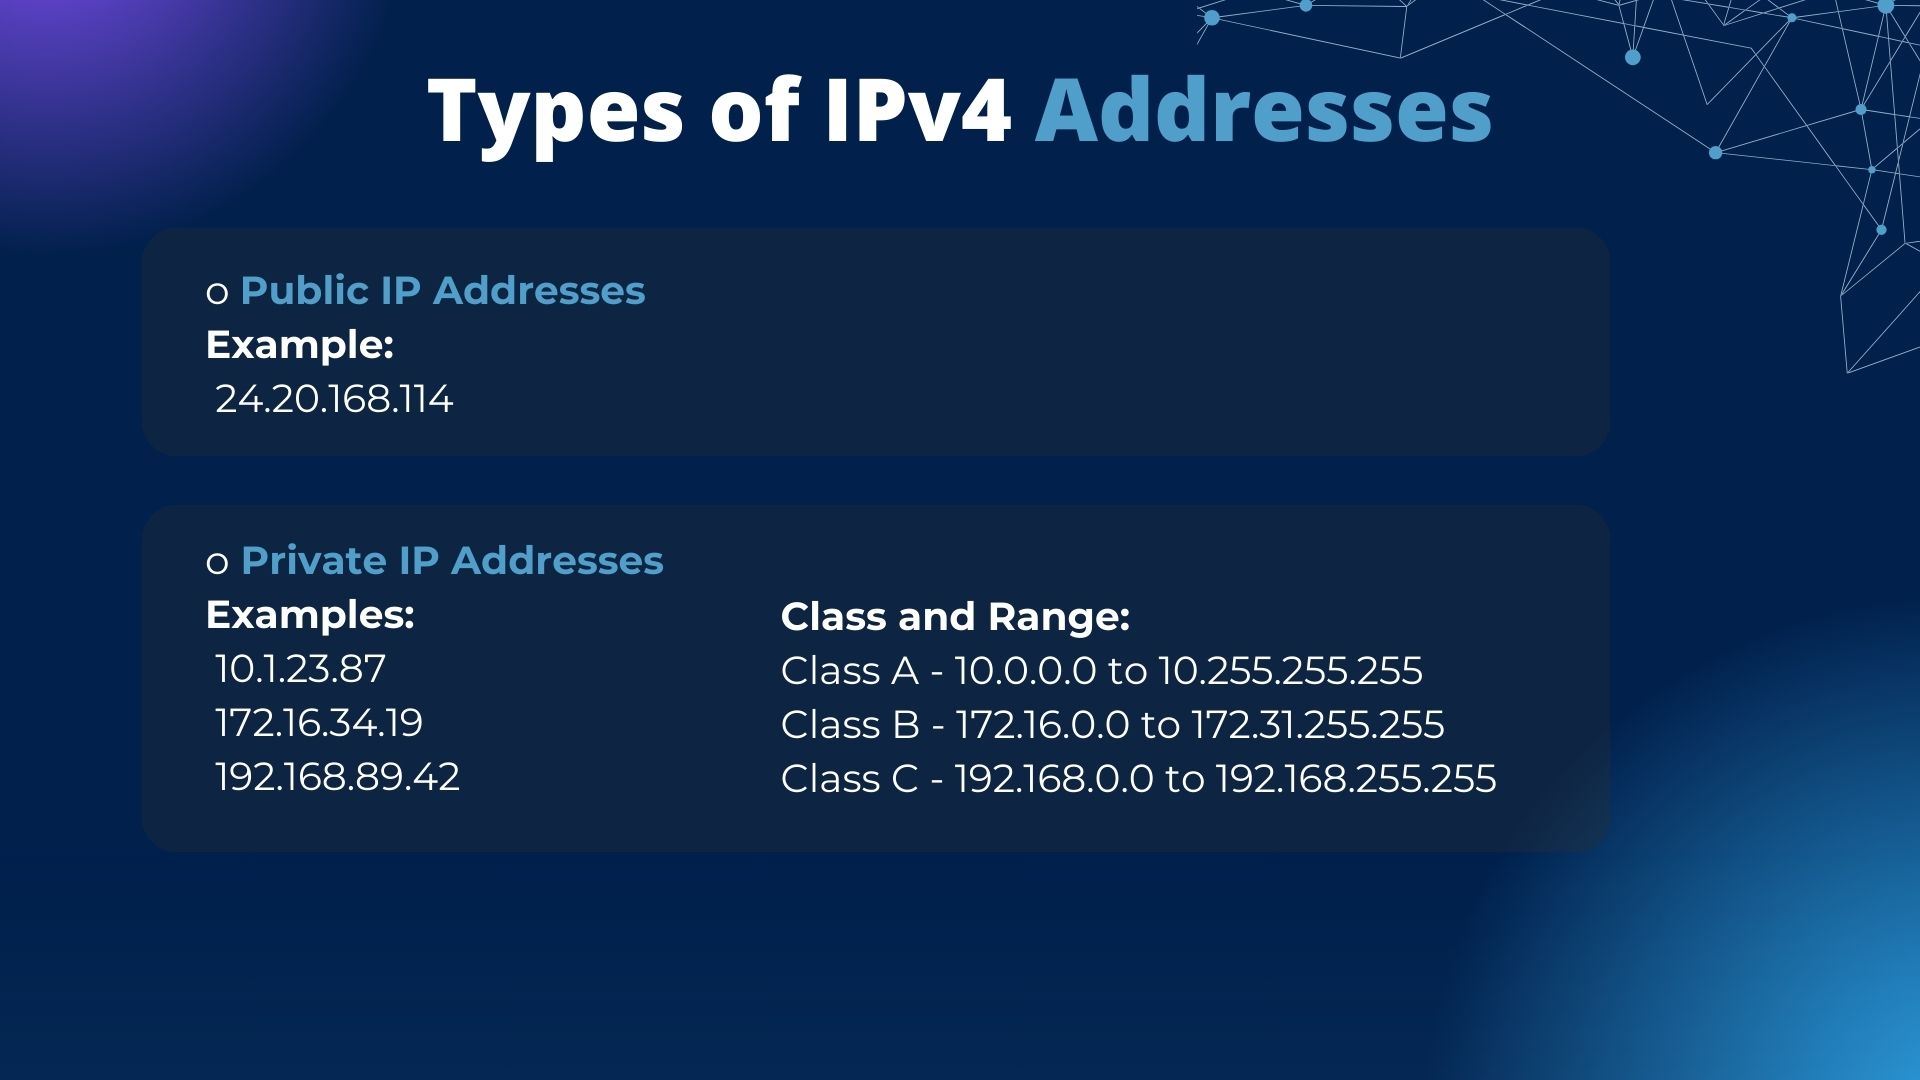 Types of IPv4 Addresses
o Public IP Addresses
Example:
24.20.168.114
o Private IP Addresses
Examples:
10.1.23.87
172.16.34.19
192.168.89.42
Class and Range:
Class A - 10.0.0.0 to 10.255.255.255
Class B - 172.16.0.0 to 172.31.255.255
Class C - 192.168.0.0 to 192.168.255.255